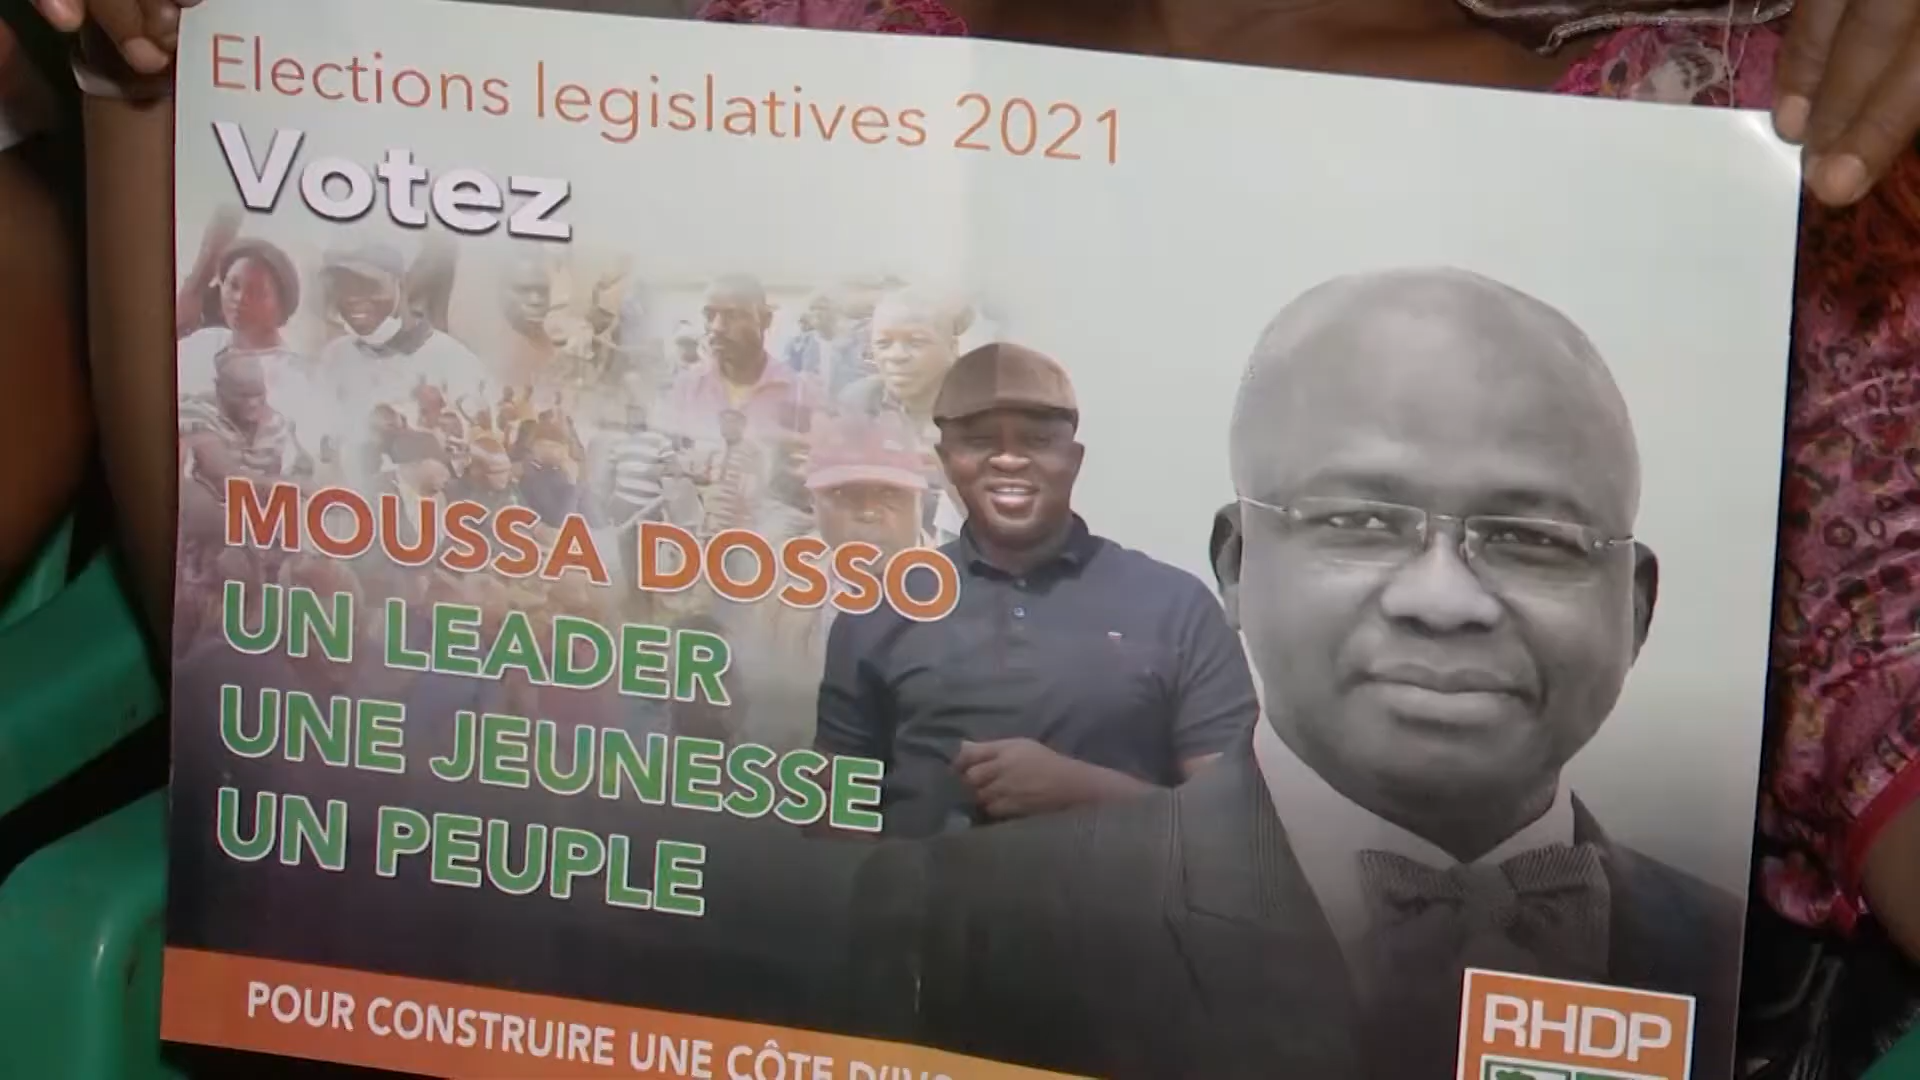 Elections legislatives 2021
Votez
MOUSSA DOSSO
UN LEADER
UNE JEUNESSE
UN PEUPLE
POUR CONSTRUIRE UNE CÔTE
RHDP